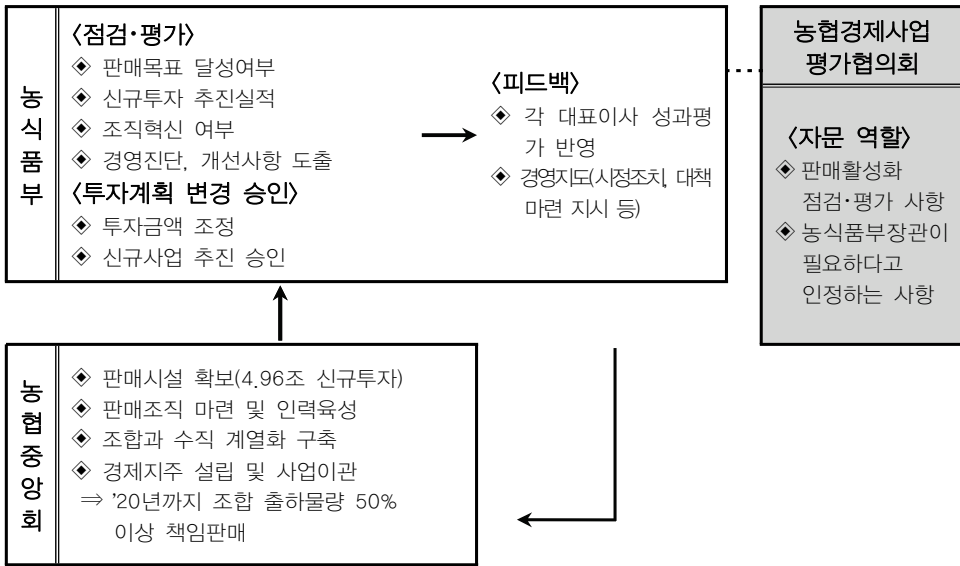 농식품부
〈점검·평가〉
◈ 판매목표 달성여부
◈ 신규투자 추진실적
◈ 조직혁신 여부
◈ 경영진단, 개선사항 도출
〈투자계획 변경 승인〉
◈ 투자금액 조정
◈ 신규사업 추진 승인
〈피드백〉
◈ 각 대표이사 성과평
가 반영
◈ 경영지도(시정조치, 대책
마련 지시 등)
농협경제사업
평가협의회
〈자문 역할〉
◈ 판매활성화
점검·평가 사항
◈ 농식품부장관이
필요하다고
인정하는 사항
농협중앙회
◈ 판매시설 확보(4.96조 신규투자)
◈ 판매조직 마련 및 인력육성
◈ 조합과 수직 계열화 구축
◈ 경제지주 설립 및 사업이관
⇒ '20년까지 조합 출하물량 50%
이상 책임판매